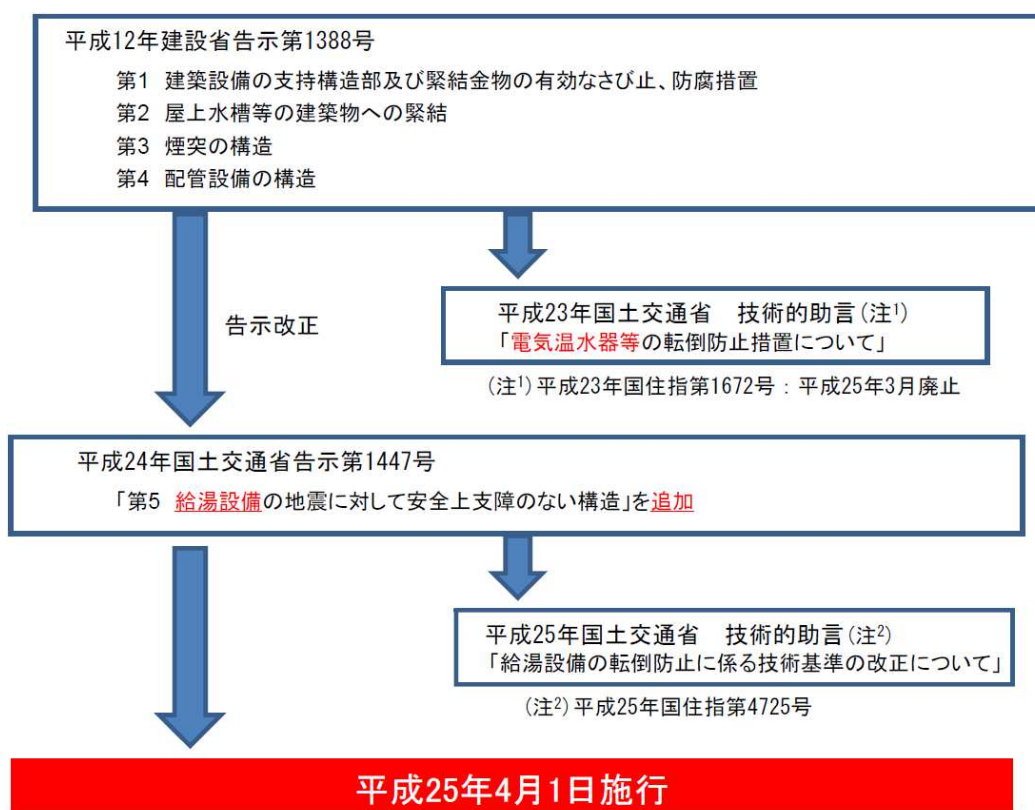 平成12年建設省告示第1388号
第1 建築設備の支持構造部及び緊結金物の有効なさび止、防腐措置
第2 屋上水槽等の建築物への緊結
第3 煙突の構造
第4 配管設備の構造
告示改正
平成23年国土交通省 技術的助言(注1)
「電気温水器等の転倒防止措置について」
(注1)平成23年国住指第1672号：平成25年3月廃止
平成24年国土交通省告示第1447号
「第5 給湯設備の地震に対して安全上支障のない構造」を追加
平成25年国土交通省 技術的助言(注2)
「給湯設備の転倒防止に係る技術基準の改正について」
(注2)平成25年国住指第4725号
平成25年4月1日施行